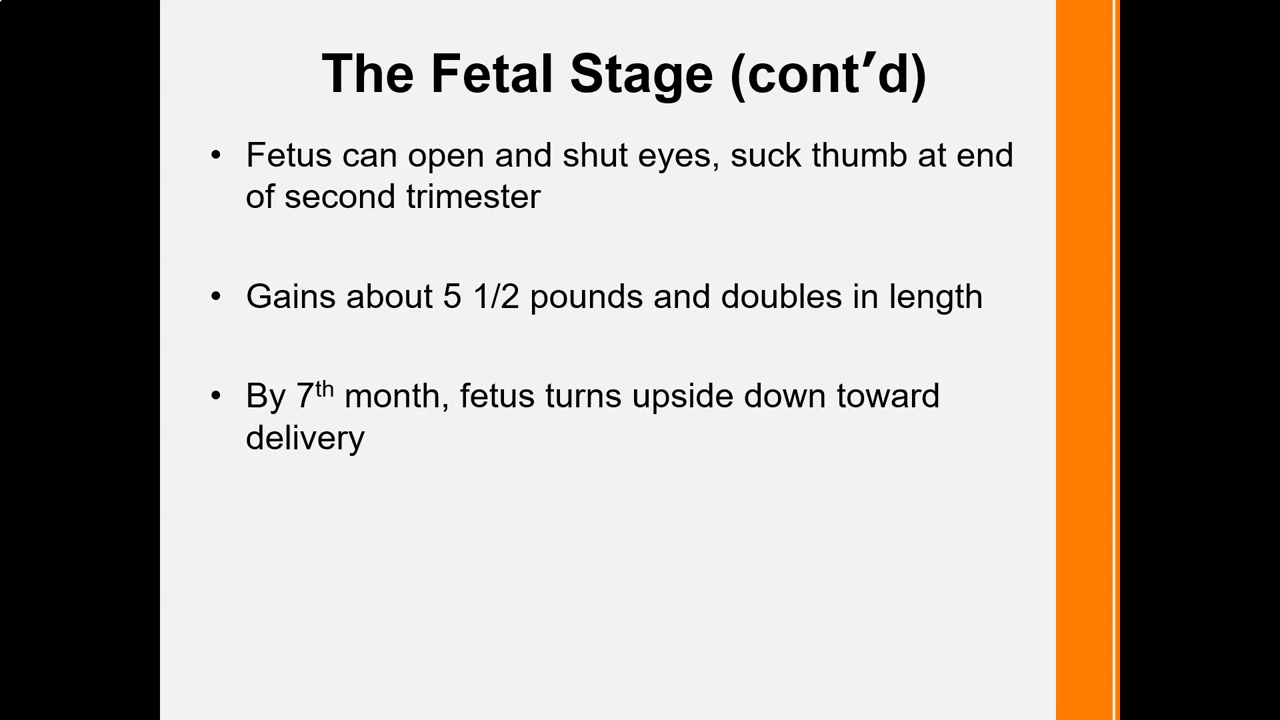 The Fetal Stage (cont′d)
• Fetus can open and shut eyes, suck thumb at end
of second trimester
• Gains about 5 1/2 pounds and doubles in length
• By 7th month, fetus turns upside down toward
delivery